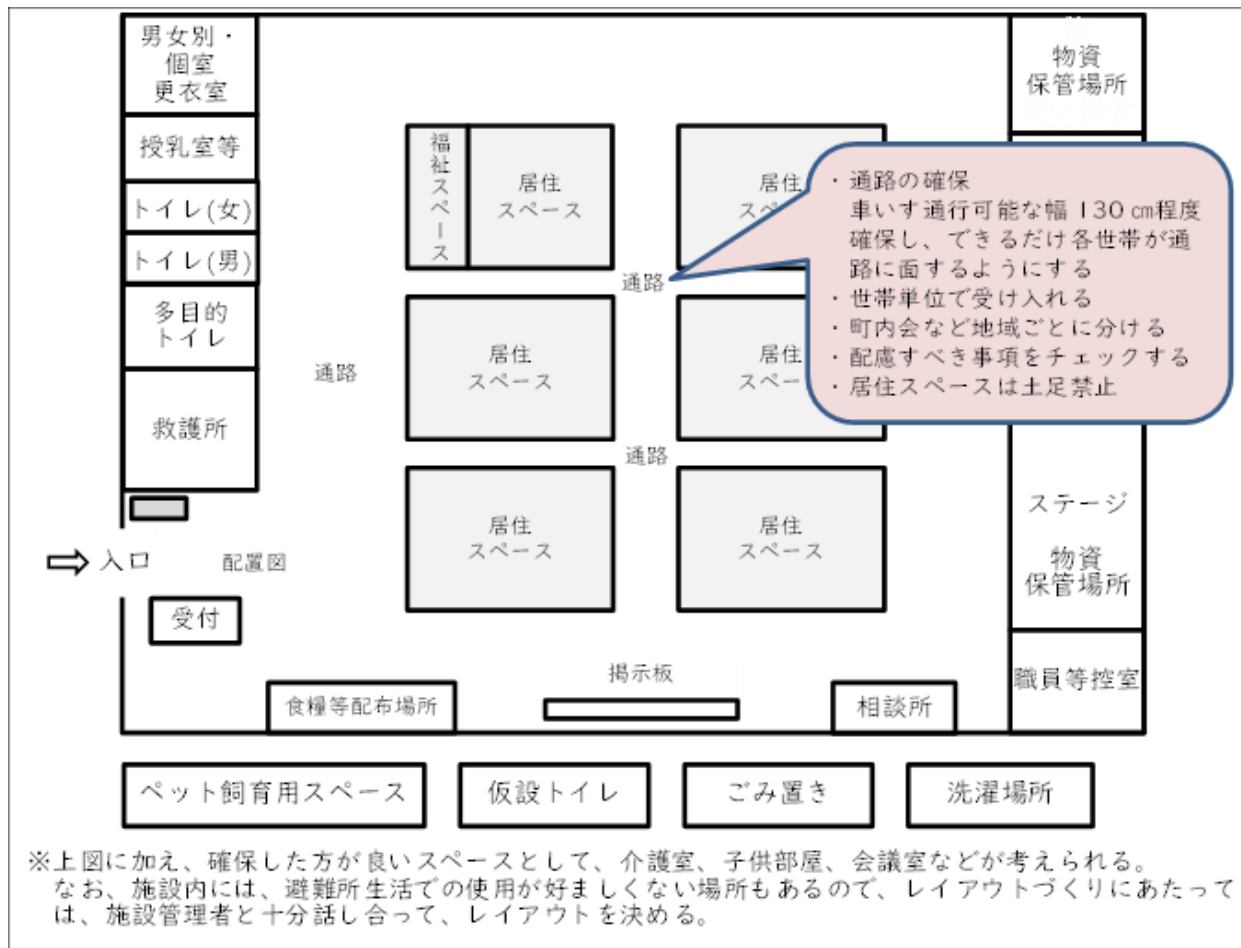 男女別・
個室
更衣室
授乳室等
トイレ(女)
トイレ(男)
多目的
トイレ
救護所
入口
配置図
受付
通路
福祉スペース
居住
スペース
居住
スペ
通路
居住
スペース
居住
スペ
通路
居住
スペース
居住
スペース
物資
保管場所
・通路の確保
車いす通行可能な幅130㎝程度
確保し、できるだけ各世帯が通
路に面するようにする
・世帯単位で受け入れる
・町内会など地域ごとに分ける
・配慮すべき事項をチェックする
・居住スペースは土足禁止
ステージ
物資
保管場所
職員等控室
掲示板
食糧等配布場所
相談所
ペット飼育用スペース
仮設トイレ
ごみ置き
洗濯場所
※上図に加え、確保した方が良いスペースとして、介護室、子供部屋、会議室などが考えられる。
なお、施設内には、避難所生活での使用が好ましくない場所もあるので、レイアウトづくりにあたって
は、施設管理者と十分話し合って、レイアウトを決める。